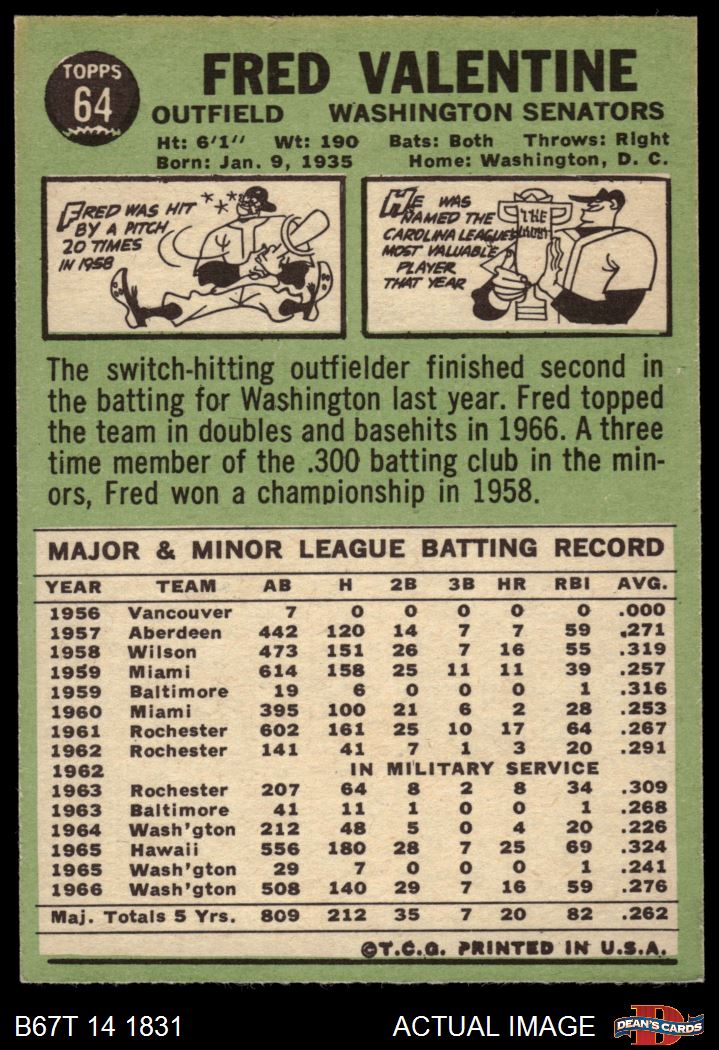 TOPPS
64
FRED VALENTINE
OUTFIELD WASHINGTON SENATORS
Ht: 6'1" Wt: 190 Bats: Both Throws: Right
Born: Jan. 9, 1935 Home: Washington, D. C.
FRED WAS HIT
BY A PITCH
20 TIMES
IN 1958
HE WAS
NAMED THE
CAROLINA LEAGUE
MOST VALUABLE
PLAYER
THAT YEAR
THE
The switch-hitting outfielder finished second in
the batting for Washington last year. Fred topped
the team in doubles and basehits in 1966. A three
time member of the .300 batting club in the min-
ors, Fred won a championship in 1958.
MAJOR & MINOR LEAGUE BATTING RECORD
YEAR TEAM AB H 2B 3B HR RBI AVG.
1956 Vancouver 7 0 0 0 0 0 .000
1957 Aberdeen 442 120 14 7 7 59 .271
1958 Wilson 473 151 26 7 16 55 .319
1959 Miami 614 158 25 11 11 39 .257
1959 Baltimore 19 6 0 0 0 1 .316
1960 Miami 395 100 21 6 2 28 .253
1961 Rochester 602 161 25 10 17 64 .267
1962 Rochester 141 41 7 1 3 20 .291
1962 IN MILITARY SERVICE
1963 Rochester 207 64 8 2 8 34 .309
1963 Baltimore 41 11 1 0 0 1 .268
1964 Wash'gton 212 48 5 0 4 20 .226
1965 Hawaii 556 180 28 7 25 69 .324
1965 Wash'gton 29 7 0 0 0 1 .241
1966 Wash'gton 508 140 29 7 16 59 .276
Maj. Totals 5 Yrs. 809 212 35 7 20 82 .262
©T.C.G. PRINTED IN U.S.A.
B67T 14 1831 ACTUAL IMAGE
D
DEAN'S CARDS